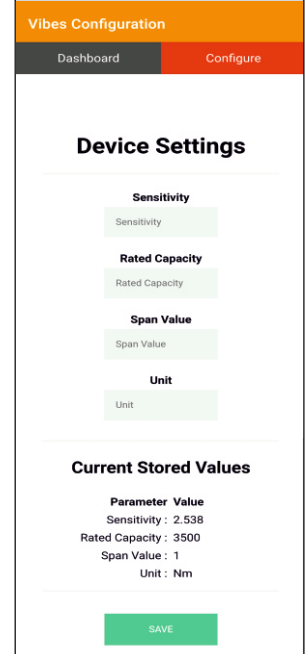 Vibes Configuration
Dashboard Configure
Device Settings
Sensitivity
Sensitivity
Rated Capacity
Rated Capacity
Span Value
Span Value
Unit
Unit
Current Stored Values
Parameter Value
Sensitivity : 2.538
Rated Capacity : 3500
Span Value : 1
Unit : Nm
SAVE